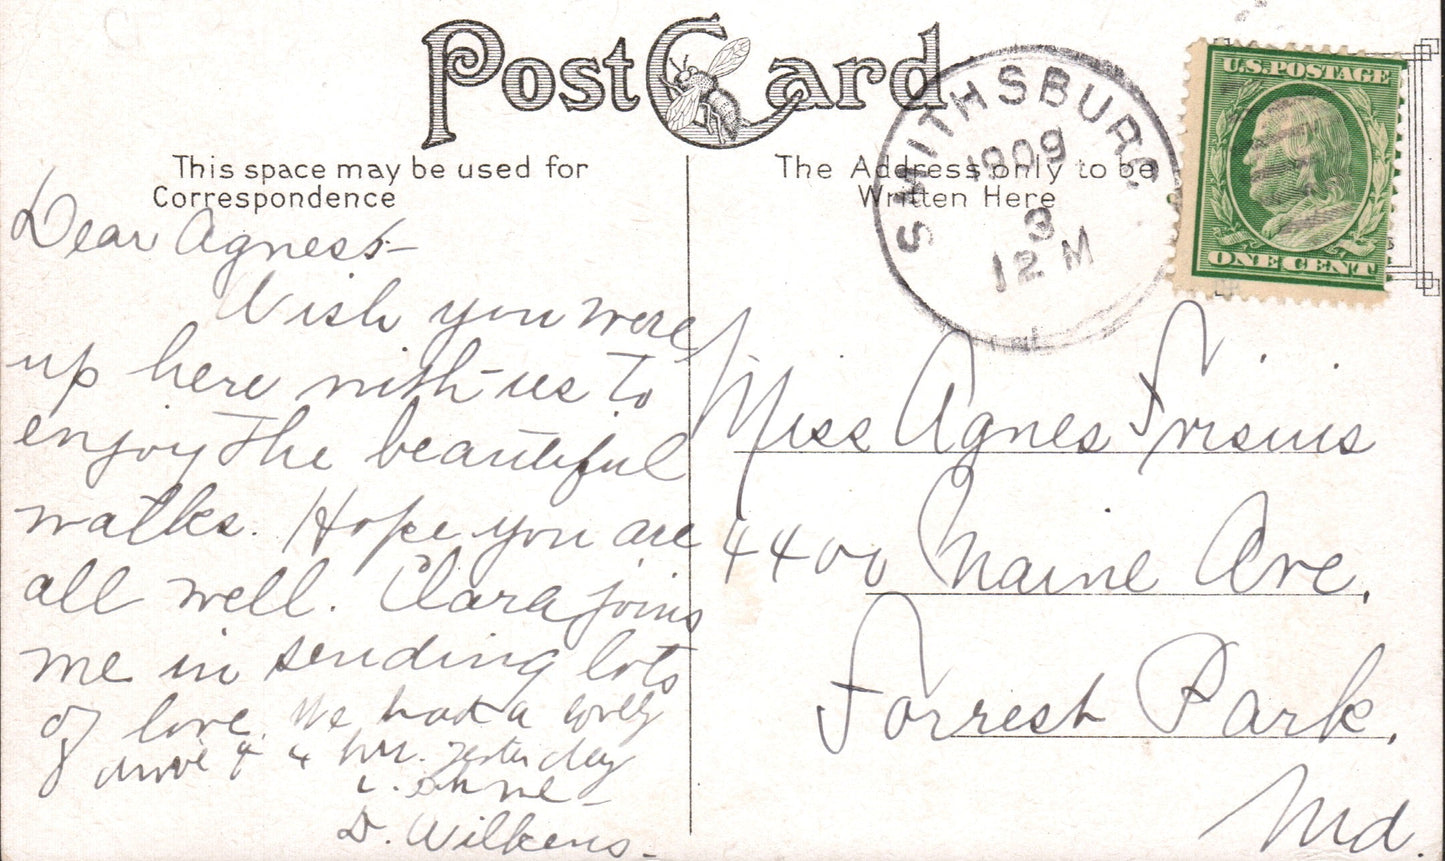 Post Card
This space may be used for
Correspondence
The Address only to be
Written Here
SMITHSBURG
1909
3
12 M
U.S. POSTAGE
ONE CENT
Dear Agnes:—
Wish you were
up here with us to
enjoy the beautiful
walks. Hope you are
all well. Clara joins
me in sending lots
of love. We had a lovely
drive of 4 hrs. yesterday
D. Wilkens.
Miss Agnes Frisius
4400 Maine Ave.
Forrest Park,
Md.